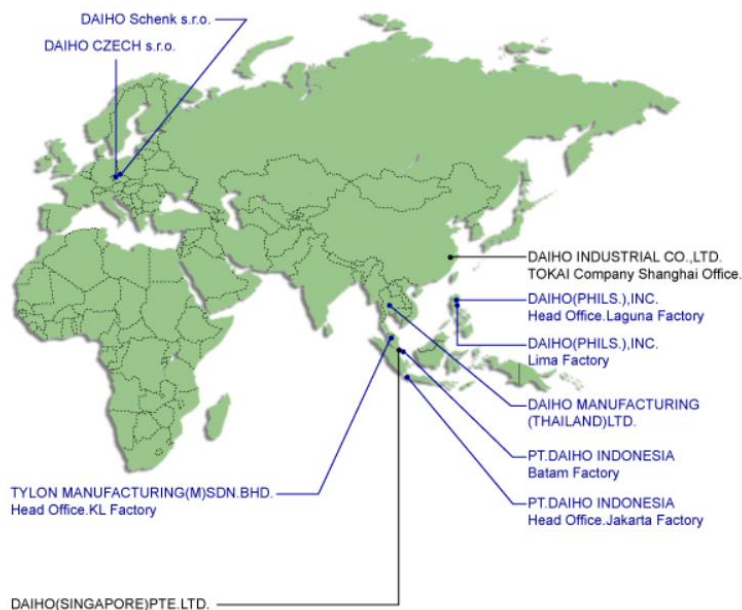 DAIHO Schenk s.r.o.
DAIHO CZECH s.r.o.
DAIHO INDUSTRIAL CO.,LTD.
TOKAI Company Shanghai Office.
DAIHO(PHILS.),INC.
Head Office.Laguna Factory
DAIHO(PHILS.),INC.
Lima Factory
DAIHO MANUFACTURING
(THAILAND)LTD.
PT.DAIHO INDONESIA
Batam Factory
TYLON MANUFACTURING(M)SDN.BHD.
Head Office.KL Factory
PT.DAIHO INDONESIA
Head Office.Jakarta Factory
DAIHO(SINGAPORE)PTE.LTD.